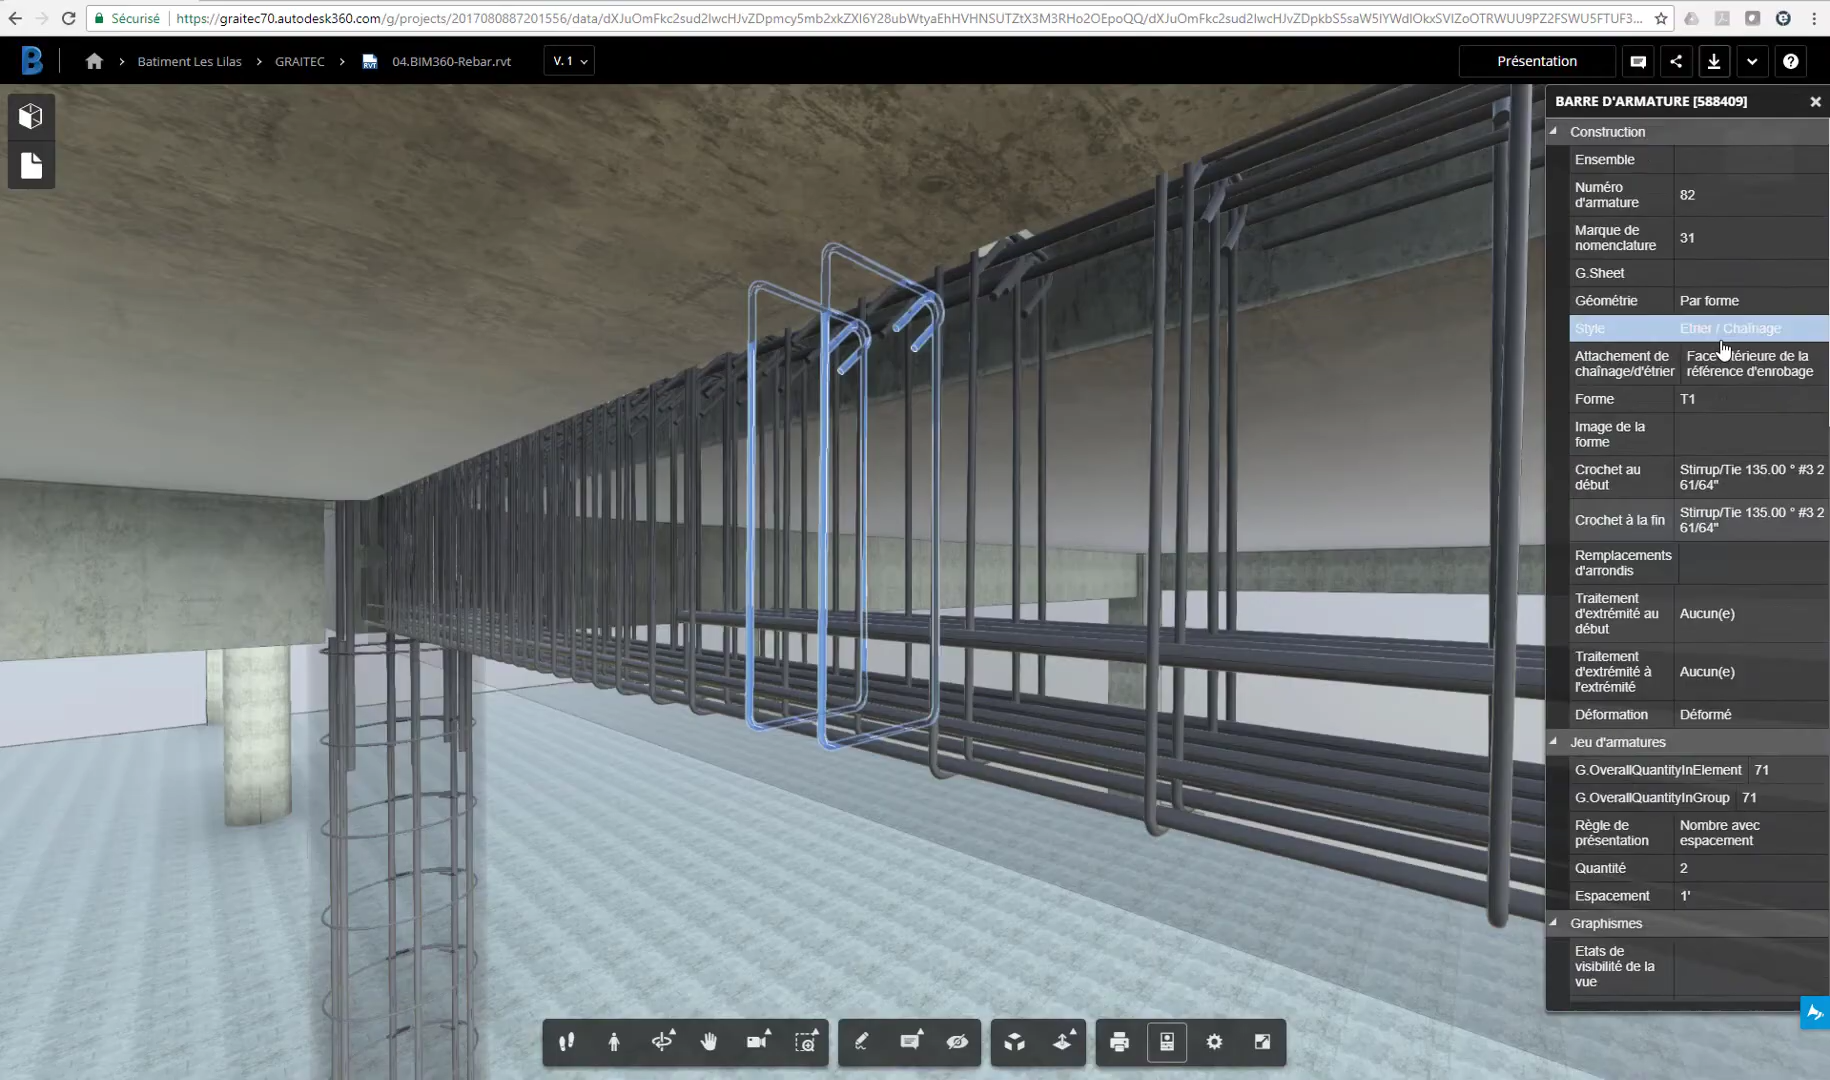 Sécurisé
https://graitec70.autodesk360.com/g/projects/2017080887201556/data/
Batiment Les Lilas
GRAITEC
04.BIM360-Rebar.rvt
V. 1
Présentation
BARRE D'ARMATURE [588409]
Construction
Ensemble
Numéro
d'armature
82
Marque de
nomenclature
31
G.Sheet
Géométrie
Par forme
Style
Etrier / Chaînage
Attachement de
chaînage/d'étrier
Face
térieure de la
référence d'enrobage
Forme
T1
Image de la
forme
Crochet au
début
Stirrup/Tie 135.00 ° #3 2
61/64"
Crochet à la fin
Stirrup/Tie 135.00 ° #3 2
61/64"
Remplacements
d'arrondis
Traitement
d'extrémité au
début
Aucun(e)
Traitement
d'extrémité à
l'extrémité
Aucun(e)
Déformation
Déformé
Jeu d'armatures
G.OverallQuantityInElement
71
G.OverallQuantityInGroup
71
Règle de
présentation
Nombre avec
espacement
Quantité
2
Espacement
1'
Graphismes
Etats de
visibilité de la
vue